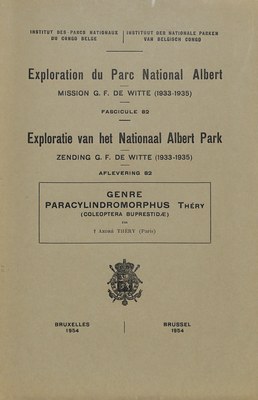 INSTITUT DES PARCS NATIONAUX
DU CONGO BELGE
INSTITUUT DER NATIONALE PARKEN
VAN BELGISCH CONGO
Exploration du Parc National Albert
MISSION G. F. DE WITTE (1933-1935)
FASCICULE 82
Exploratie van het Nationaal Albert Park
ZENDING G. F. DE WITTE (1933-1935)
AFLEVERING 82
GENRE
PARACYLINDROMORPHUS THÉRY
(COLEOPTERA BUPRESTIDÆ)
PAR
† André THÉRY (Paris)
BRUXELLES
1954
BRUSSEL
1954